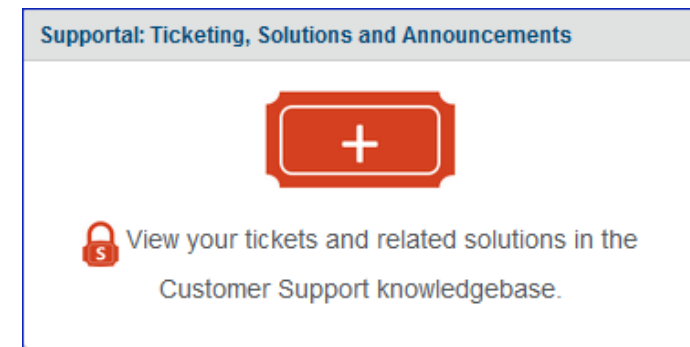 Supportal: Ticketing, Solutions and Announcements
+
S
View your tickets and related solutions in the
Customer Support knowledgebase.